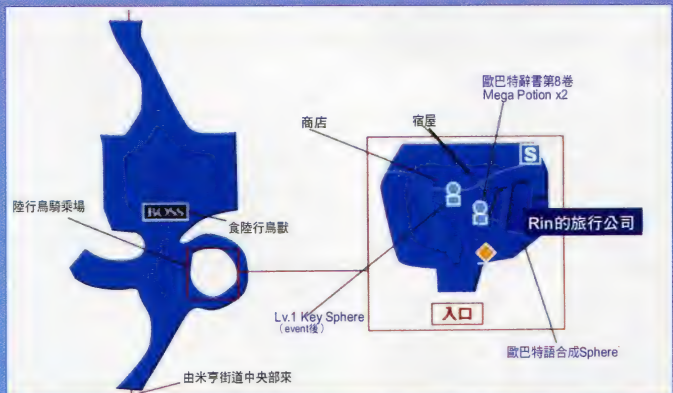 歐巴特辭書第8卷
Mega Potion x2
商店
宿屋
S
陸行鳥騎乘場
BOSS
食陸行鳥獸
Rin的旅行公司
Lv.1 Key Sphere
（event後）
入口
歐巴特語合成Sphere
由米亨街道中央部來